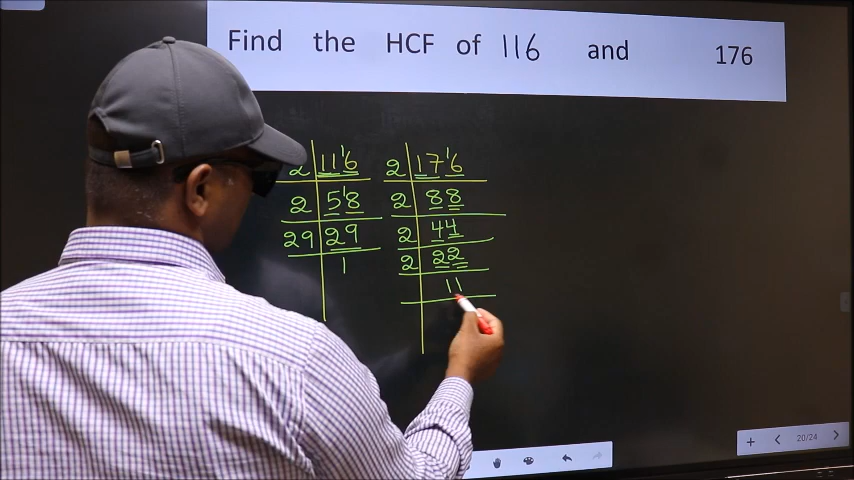 Find the HCF of 116 and 176
2 116 2 176
2 58 2 88
29 29 2 44
1 2 22
11
20/24